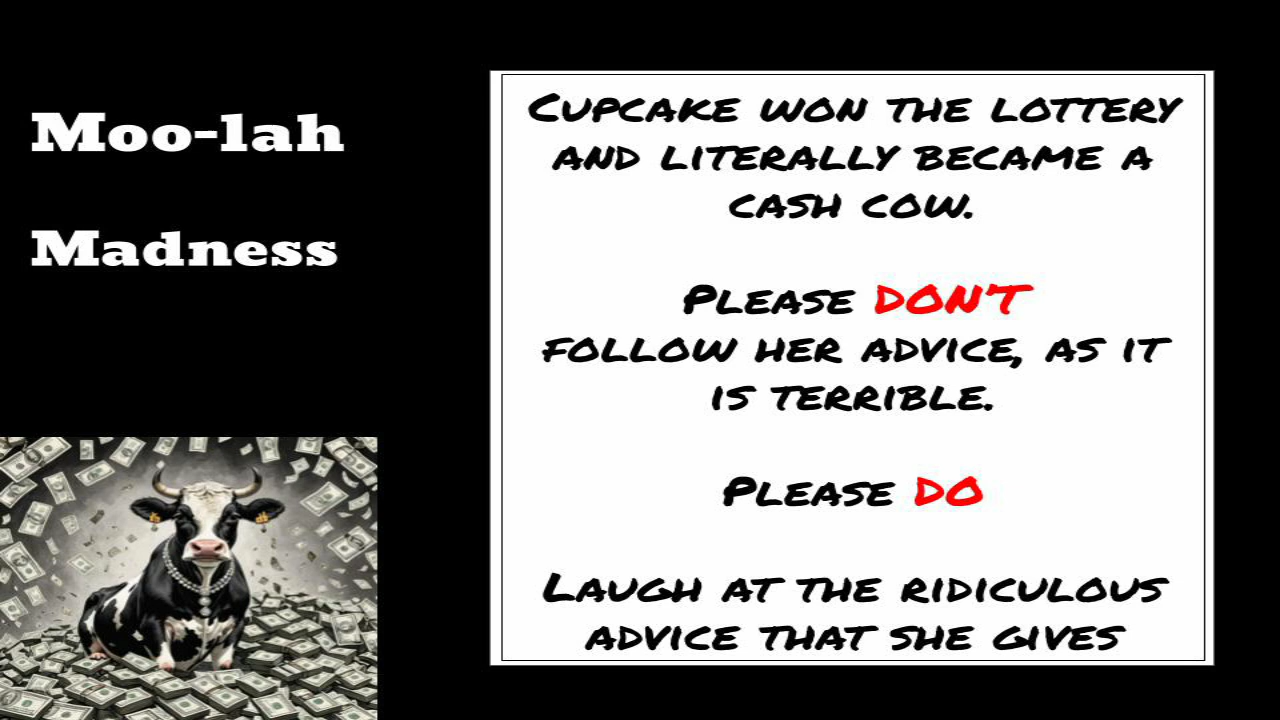 Moo-lah
Madness
Cupcake won the lottery
and literally became a
cash cow.
Please DON'T
follow her advice, as it
is terrible.
Please DO
Laugh at the ridiculous
advice that she gives